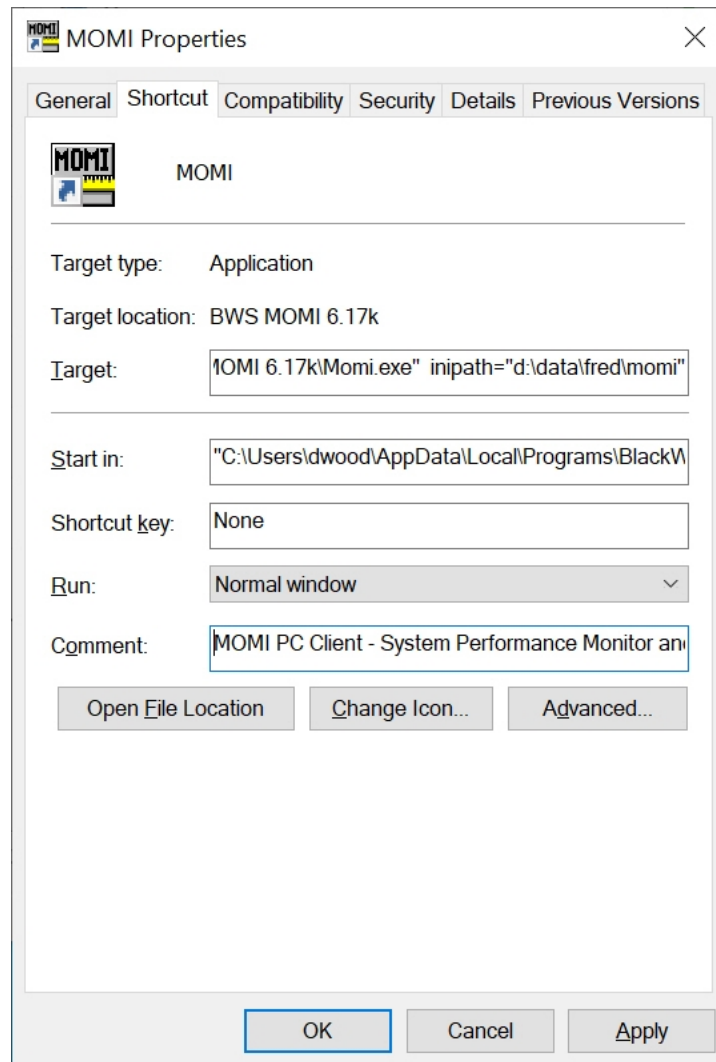 MOMI MOMI Properties
General Shortcut Compatibility Security Details Previous Versions
MOMI MOMI
Target type: Application
Target location: BWS MOMI 6.17k
Target: MOMI 6.17k\Momi.exe" inipath="d:\data\fred\momi"
Start in: "C:\Users\dwood\AppData\Local\Programs\BlackW
Shortcut key: None
Run: Normal window
Comment: MOMI PC Client - System Performance Monitor and
Open File Location Change Icon... Advanced...
OK Cancel Apply